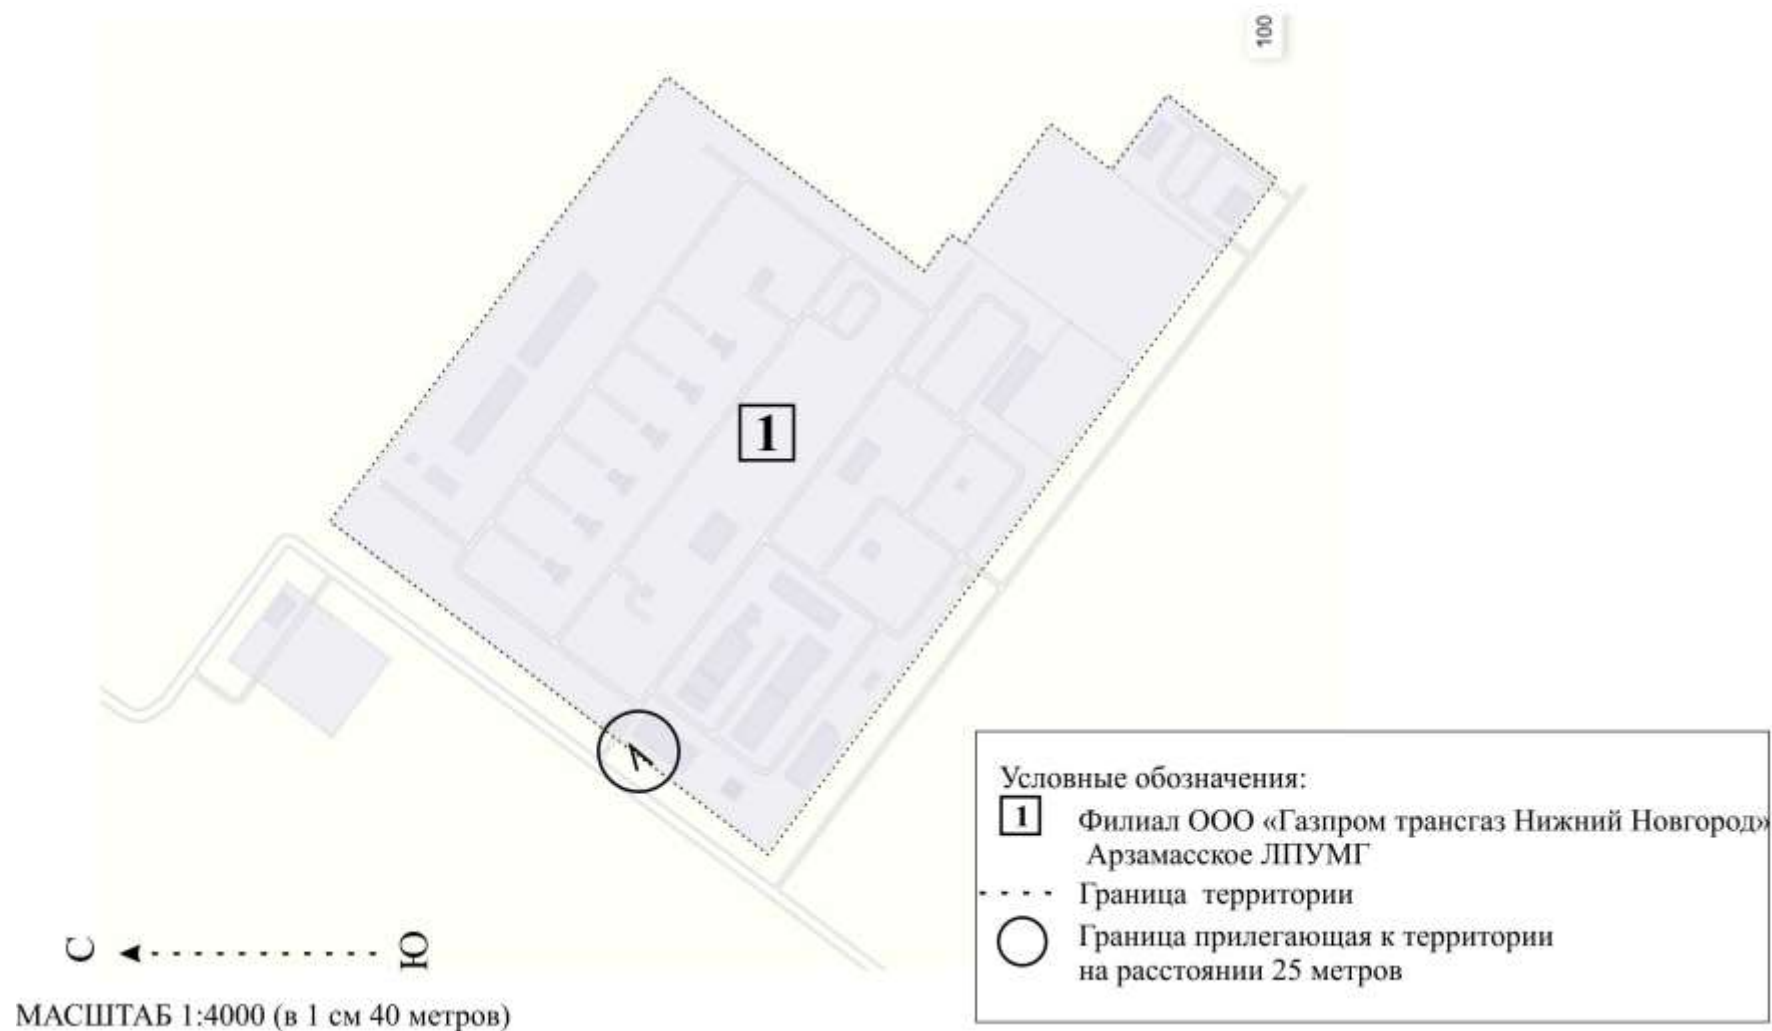 100
1
Условные обозначения:
1 Филиал ООО «Газпром трансгаз Нижний Новгород»
Арзамасское ЛПУМГ
Граница территории
Граница прилегающая к территории
на расстоянии 25 метров
С Ю
МАСШТАБ 1:4000 (в 1 см 40 метров)